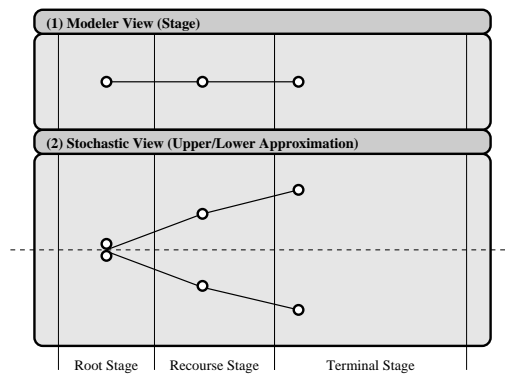 (1) Modeler View (Stage)
(2) Stochastic View (Upper/Lower Approximation)
Root Stage
Recourse Stage
Terminal Stage